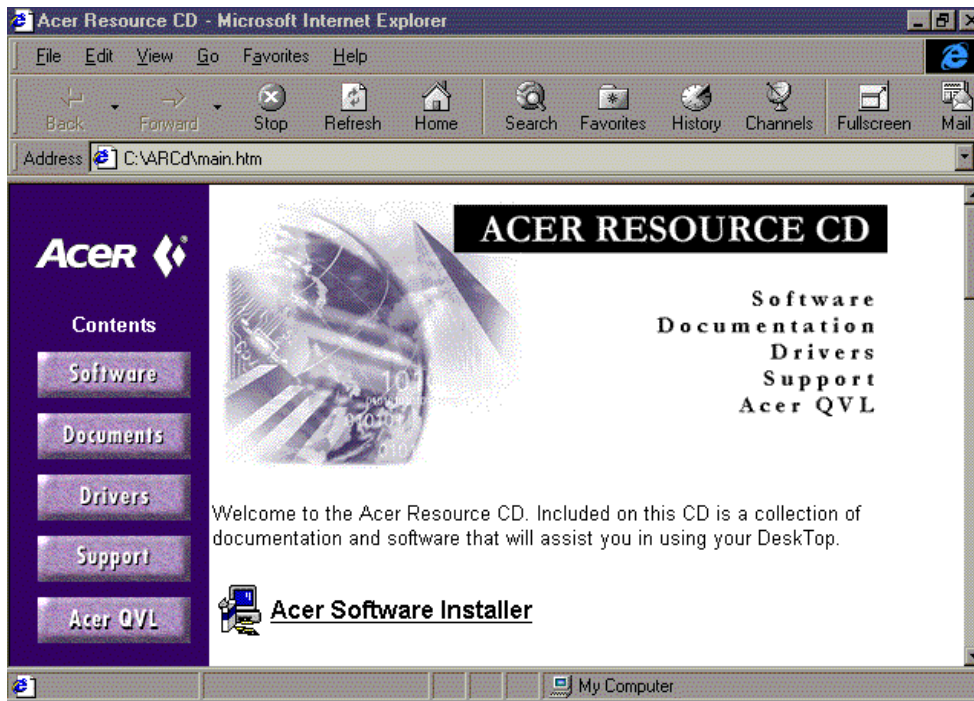 Acer Resource CD - Microsoft Internet Explorer
File Edit View Go Favorites Help
Back Forward Stop Refresh Home Search Favorites History Channels Fullscreen Mail
Address C:\ARCd\main.htm
Acer
Contents
Software
Documents
Drivers
Support
Acer QVL
ACER RESOURCE CD
Software
Documentation
Drivers
Support
Acer QVL
101
010101
010
Welcome to the Acer Resource CD. Included on this CD is a collection of
documentation and software that will assist you in using your DeskTop.
Acer Software Installer
My Computer